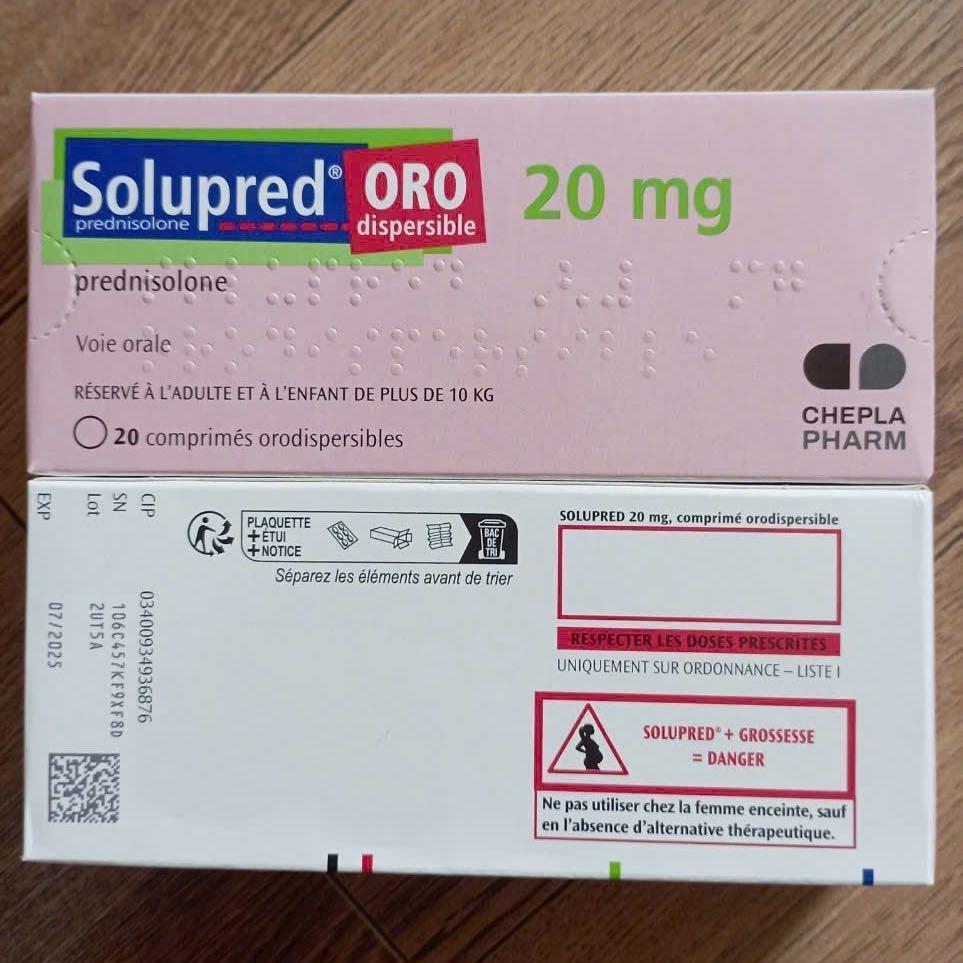 Solupred®
prednisolone
ORO
dispersible
20 mg
prednisolone
Voie orale
RÉSERVÉ À L'ADULTE ET À L'ENFANT DE PLUS DE 10 KG
20 comprimés orodispersibles
CHEPLA
PHARM
CIP 03400934936876
SN 106C457KF9XF8D
Lot 2UT5A
EXP 07/2025
PLAQUETTE
+ÉTUI
+NOTICE
BAC
DE
TRI
Séparez les éléments avant de trier
SOLUPRED 20 mg, comprimé orodispersible
RESPECTER LES DOSES PRESCRITES
UNIQUEMENT SUR ORDONNANCE – LISTE I
SOLUPRED® + GROSSESSE
= DANGER
Ne pas utiliser chez la femme enceinte, sauf
en l'absence d'alternative thérapeutique.